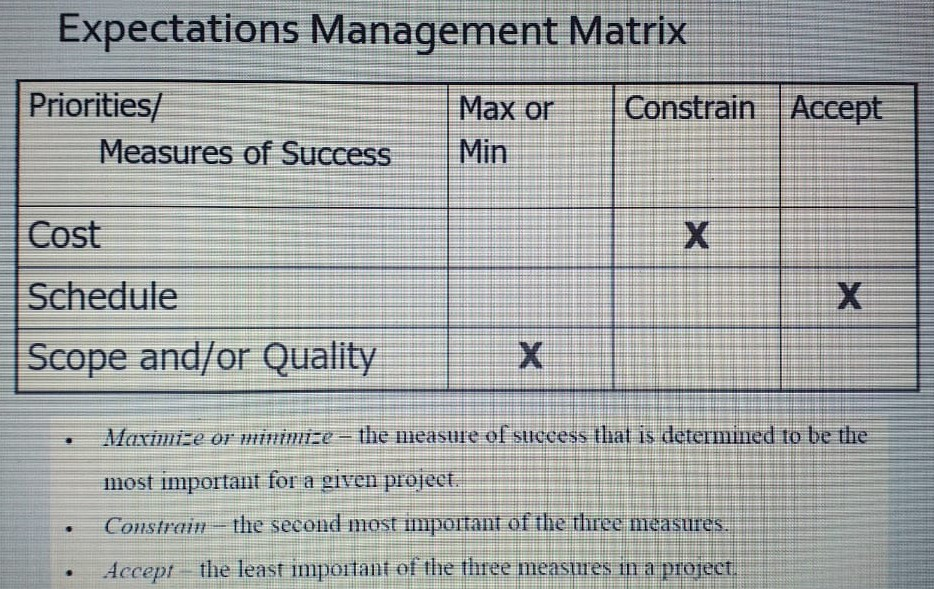 Expectations Management Matrix
Priorities/ Max or Constrain Accept
Measures of Success Min
Cost X
Schedule X
Scope and/or Quality X
• Maximize or minimize – the measure of success that is determined to be the
most important for a given project.
• Constrain – the second most important of the three measures.
• Accept – the least important of the three measures in a project.